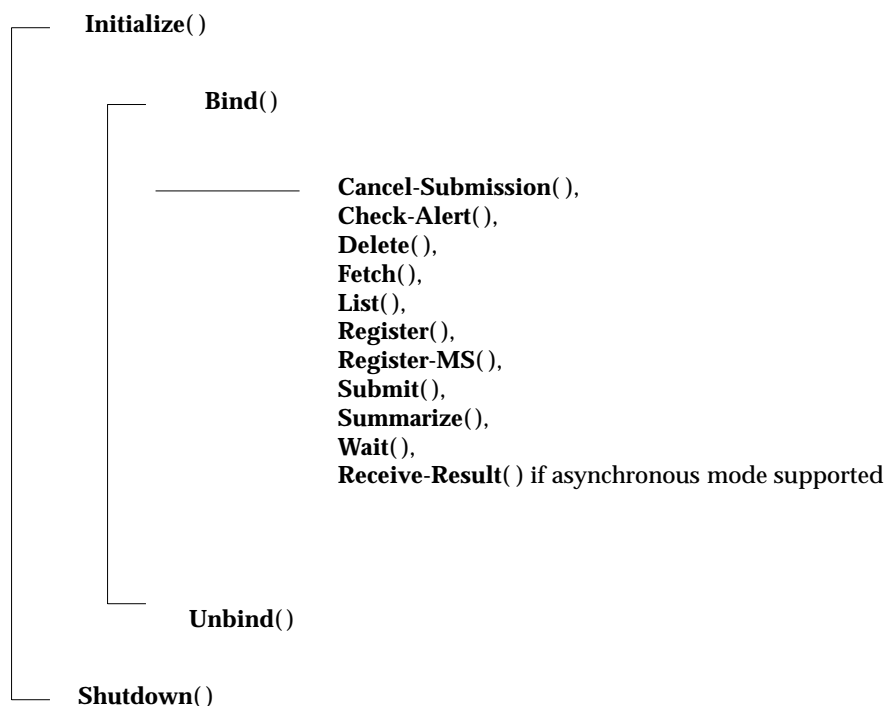 Initialize( )
Bind( )
Cancel-Submission( ),
Check-Alert( ),
Delete( ),
Fetch( ),
List( ),
Register( ),
Register-MS( ),
Submit( ),
Summarize( ),
Wait( ),
Receive-Result( ) if asynchronous mode supported
Unbind( )
Shutdown( )